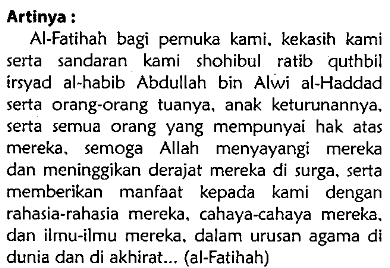 Artinya :
Al-Fatihah bagi pemuka kami, kekasih kami
serta sandaran kami shohibul ratib quthbil
irsyad al-habib Abdullah bin Alwi al-Haddad
serta orang-orang tuanya, anak keturunannya,
serta semua orang yang mempunyai hak atas
mereka, semoga Allah menyayangi mereka
dan meninggikan derajat mereka di surga, serta
memberikan manfaat kepada kami dengan
rahasia-rahasia mereka, cahaya-cahaya mereka,
dan ilmu-ilmu mereka, dalam urusan agama di
dunia dan di akhirat... (al-Fatihah)